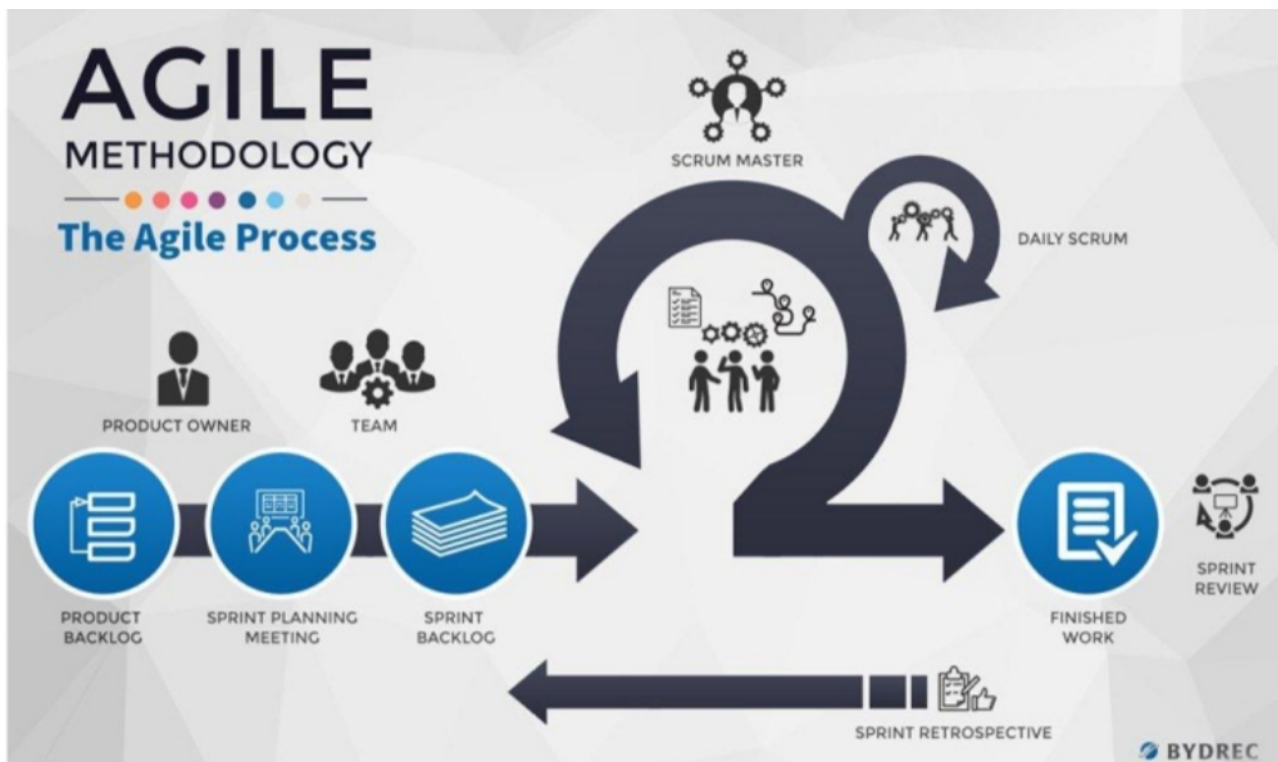 AGILE
METHODOLOGY
The Agile Process
SCRUM MASTER
DAILY SCRUM
PRODUCT OWNER
TEAM
PRODUCT
BACKLOG
SPRINT PLANNING
MEETING
SPRINT
BACKLOG
FINISHED
WORK
SPRINT
REVIEW
SPRINT RETROSPECTIVE
BYDREC